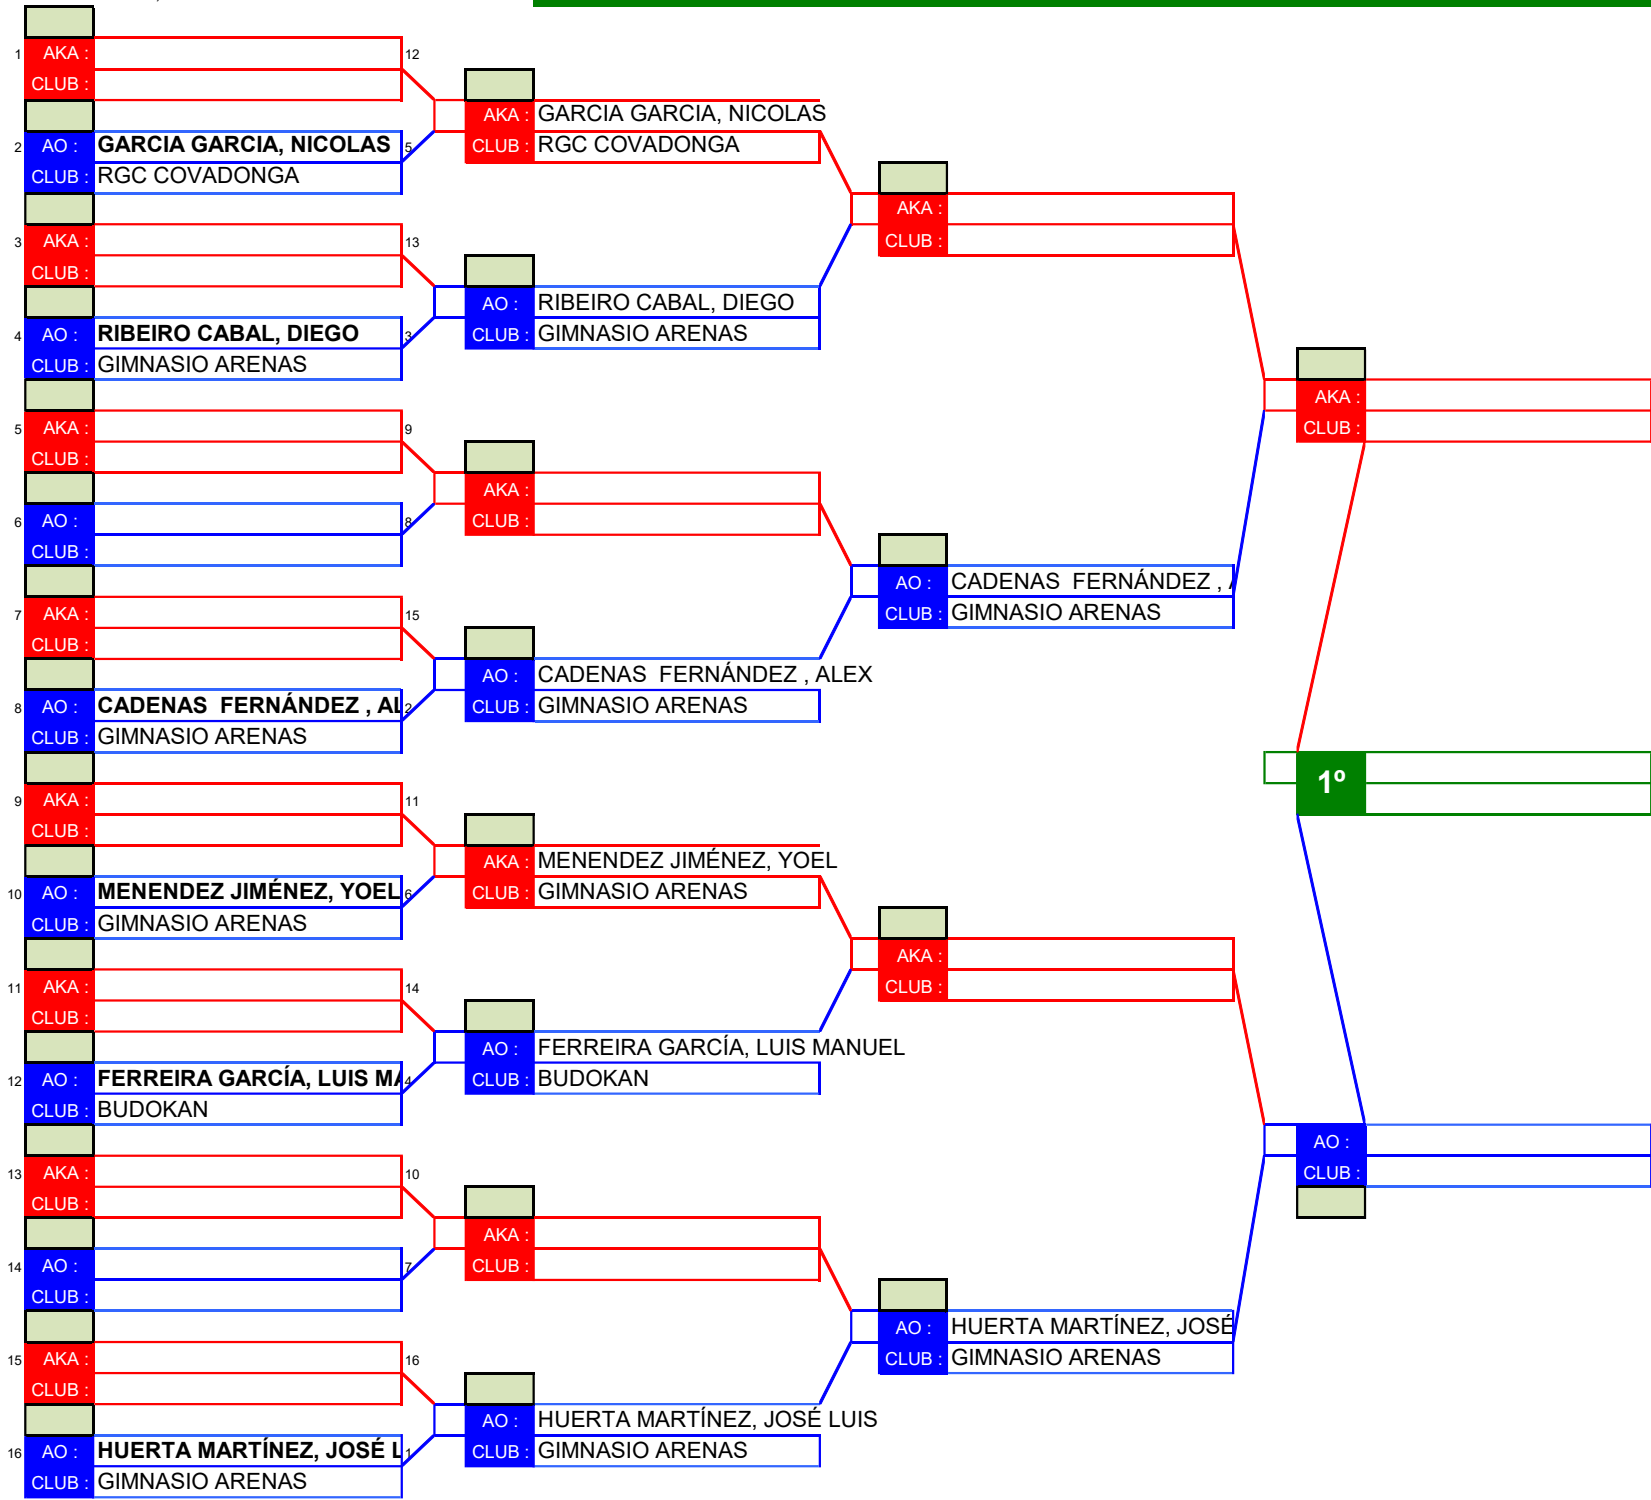 1 AKA : 12
CLUB :
2 AO : GARCIA GARCIA, NICOLAS 5
CLUB : RGC COVADONGA
3 AKA : 13
CLUB :
4 AO : RIBEIRO CABAL, DIEGO 3
CLUB : GIMNASIO ARENAS
5 AKA : 9
CLUB :
6 AO : 8
CLUB :
7 AKA : 15
CLUB :
8 AO : CADENAS  FERNÁNDEZ , AL 2
CLUB : GIMNASIO ARENAS
9 AKA : 11
CLUB :
10 AO : MENENDEZ JIMÉNEZ, YOEL 6
CLUB : GIMNASIO ARENAS
11 AKA : 14
CLUB :
12 AO : FERREIRA GARCÍA, LUIS MA 4
CLUB : BUDOKAN
13 AKA : 10
CLUB :
14 AO : 7
CLUB :
15 AKA : 16
CLUB :
16 AO : HUERTA MARTÍNEZ, JOSÉ L 1
CLUB : GIMNASIO ARENAS
AKA : GARCIA GARCIA, NICOLAS
CLUB : RGC COVADONGA
AO : RIBEIRO CABAL, DIEGO
CLUB : GIMNASIO ARENAS
AKA :
CLUB :
AO : CADENAS  FERNÁNDEZ , ALEX
CLUB : GIMNASIO ARENAS
AKA : MENENDEZ JIMÉNEZ, YOEL
CLUB : GIMNASIO ARENAS
AO : FERREIRA GARCÍA, LUIS MANUEL
CLUB : BUDOKAN
AKA :
CLUB :
AO : HUERTA MARTÍNEZ, JOSÉ LUIS
CLUB : GIMNASIO ARENAS
AKA :
CLUB :
AO : CADENAS  FERNÁNDEZ ,
CLUB : GIMNASIO ARENAS
AKA :
CLUB :
AO : HUERTA MARTÍNEZ, JOSÉ
CLUB : GIMNASIO ARENAS
AKA :
CLUB :
1º
AO :
CLUB :